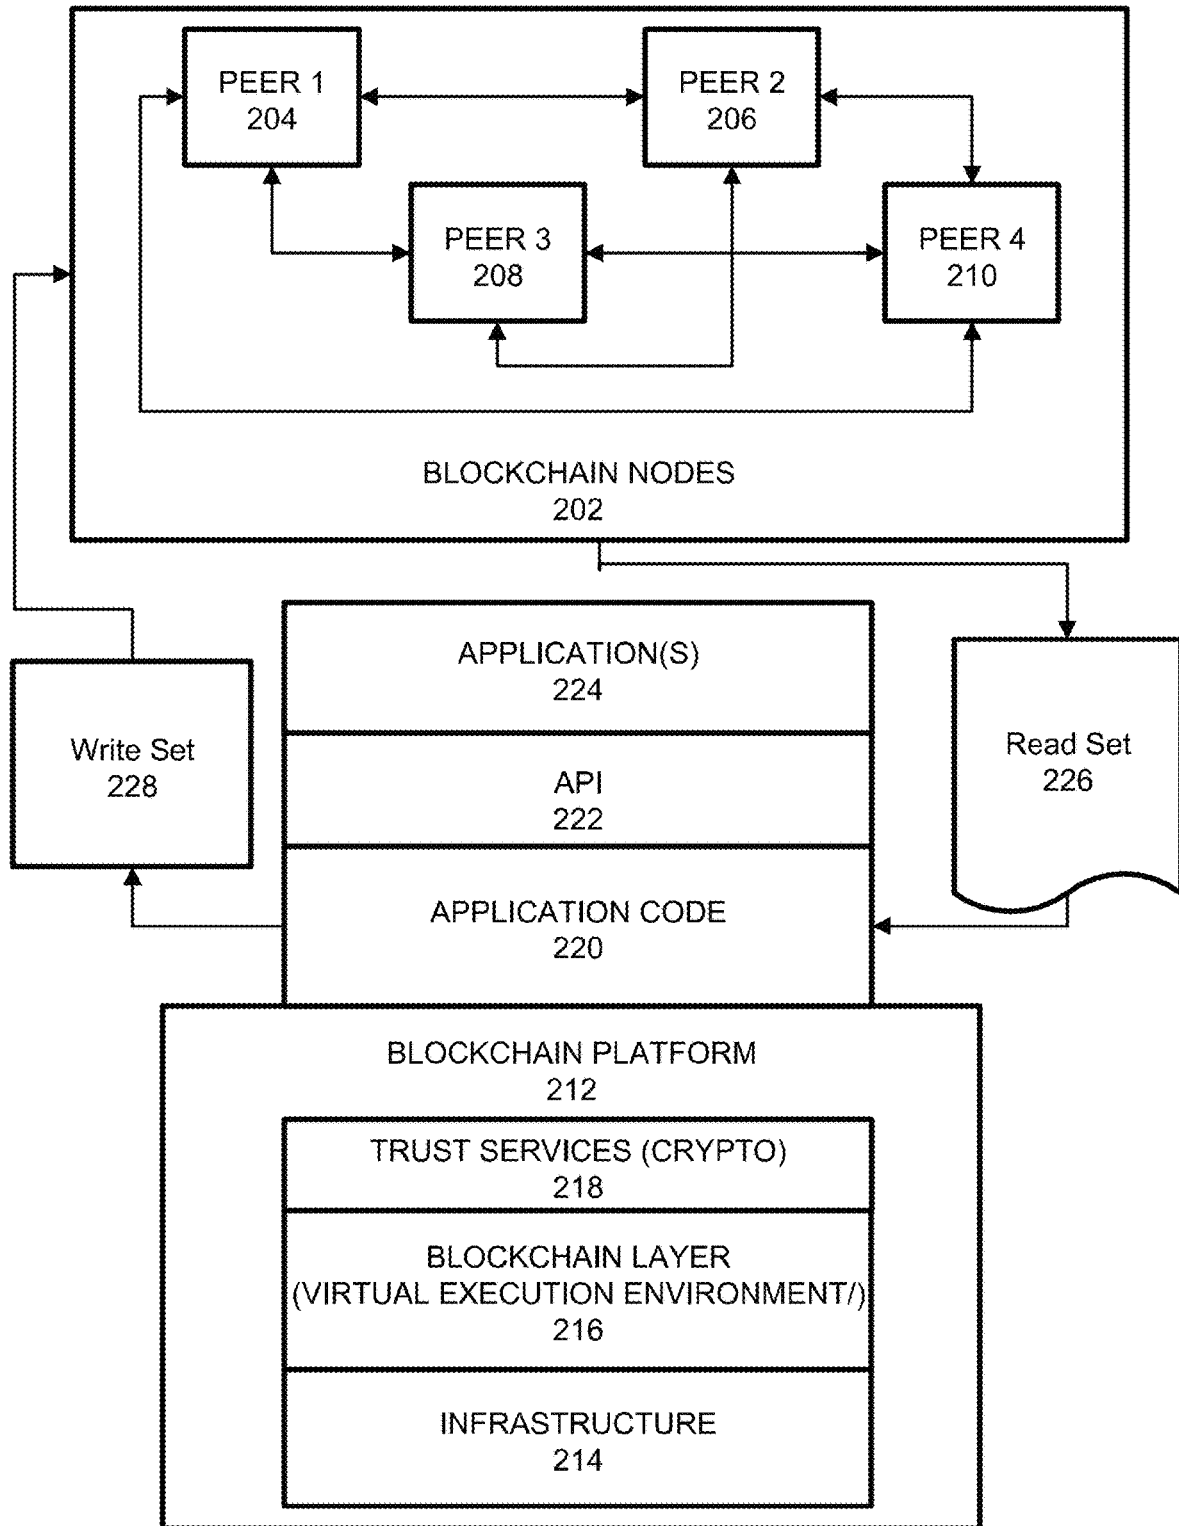 PEER 1
204
PEER 2
206
PEER 3
208
PEER 4
210
BLOCKCHAIN NODES
202
APPLICATION(S)
224
Write Set
228
API
222
Read Set
226
APPLICATION CODE
220
BLOCKCHAIN PLATFORM
212
TRUST SERVICES (CRYPTO)
218
BLOCKCHAIN LAYER
(VIRTUAL EXECUTION ENVIRONMENT/)
216
INFRASTRUCTURE
214